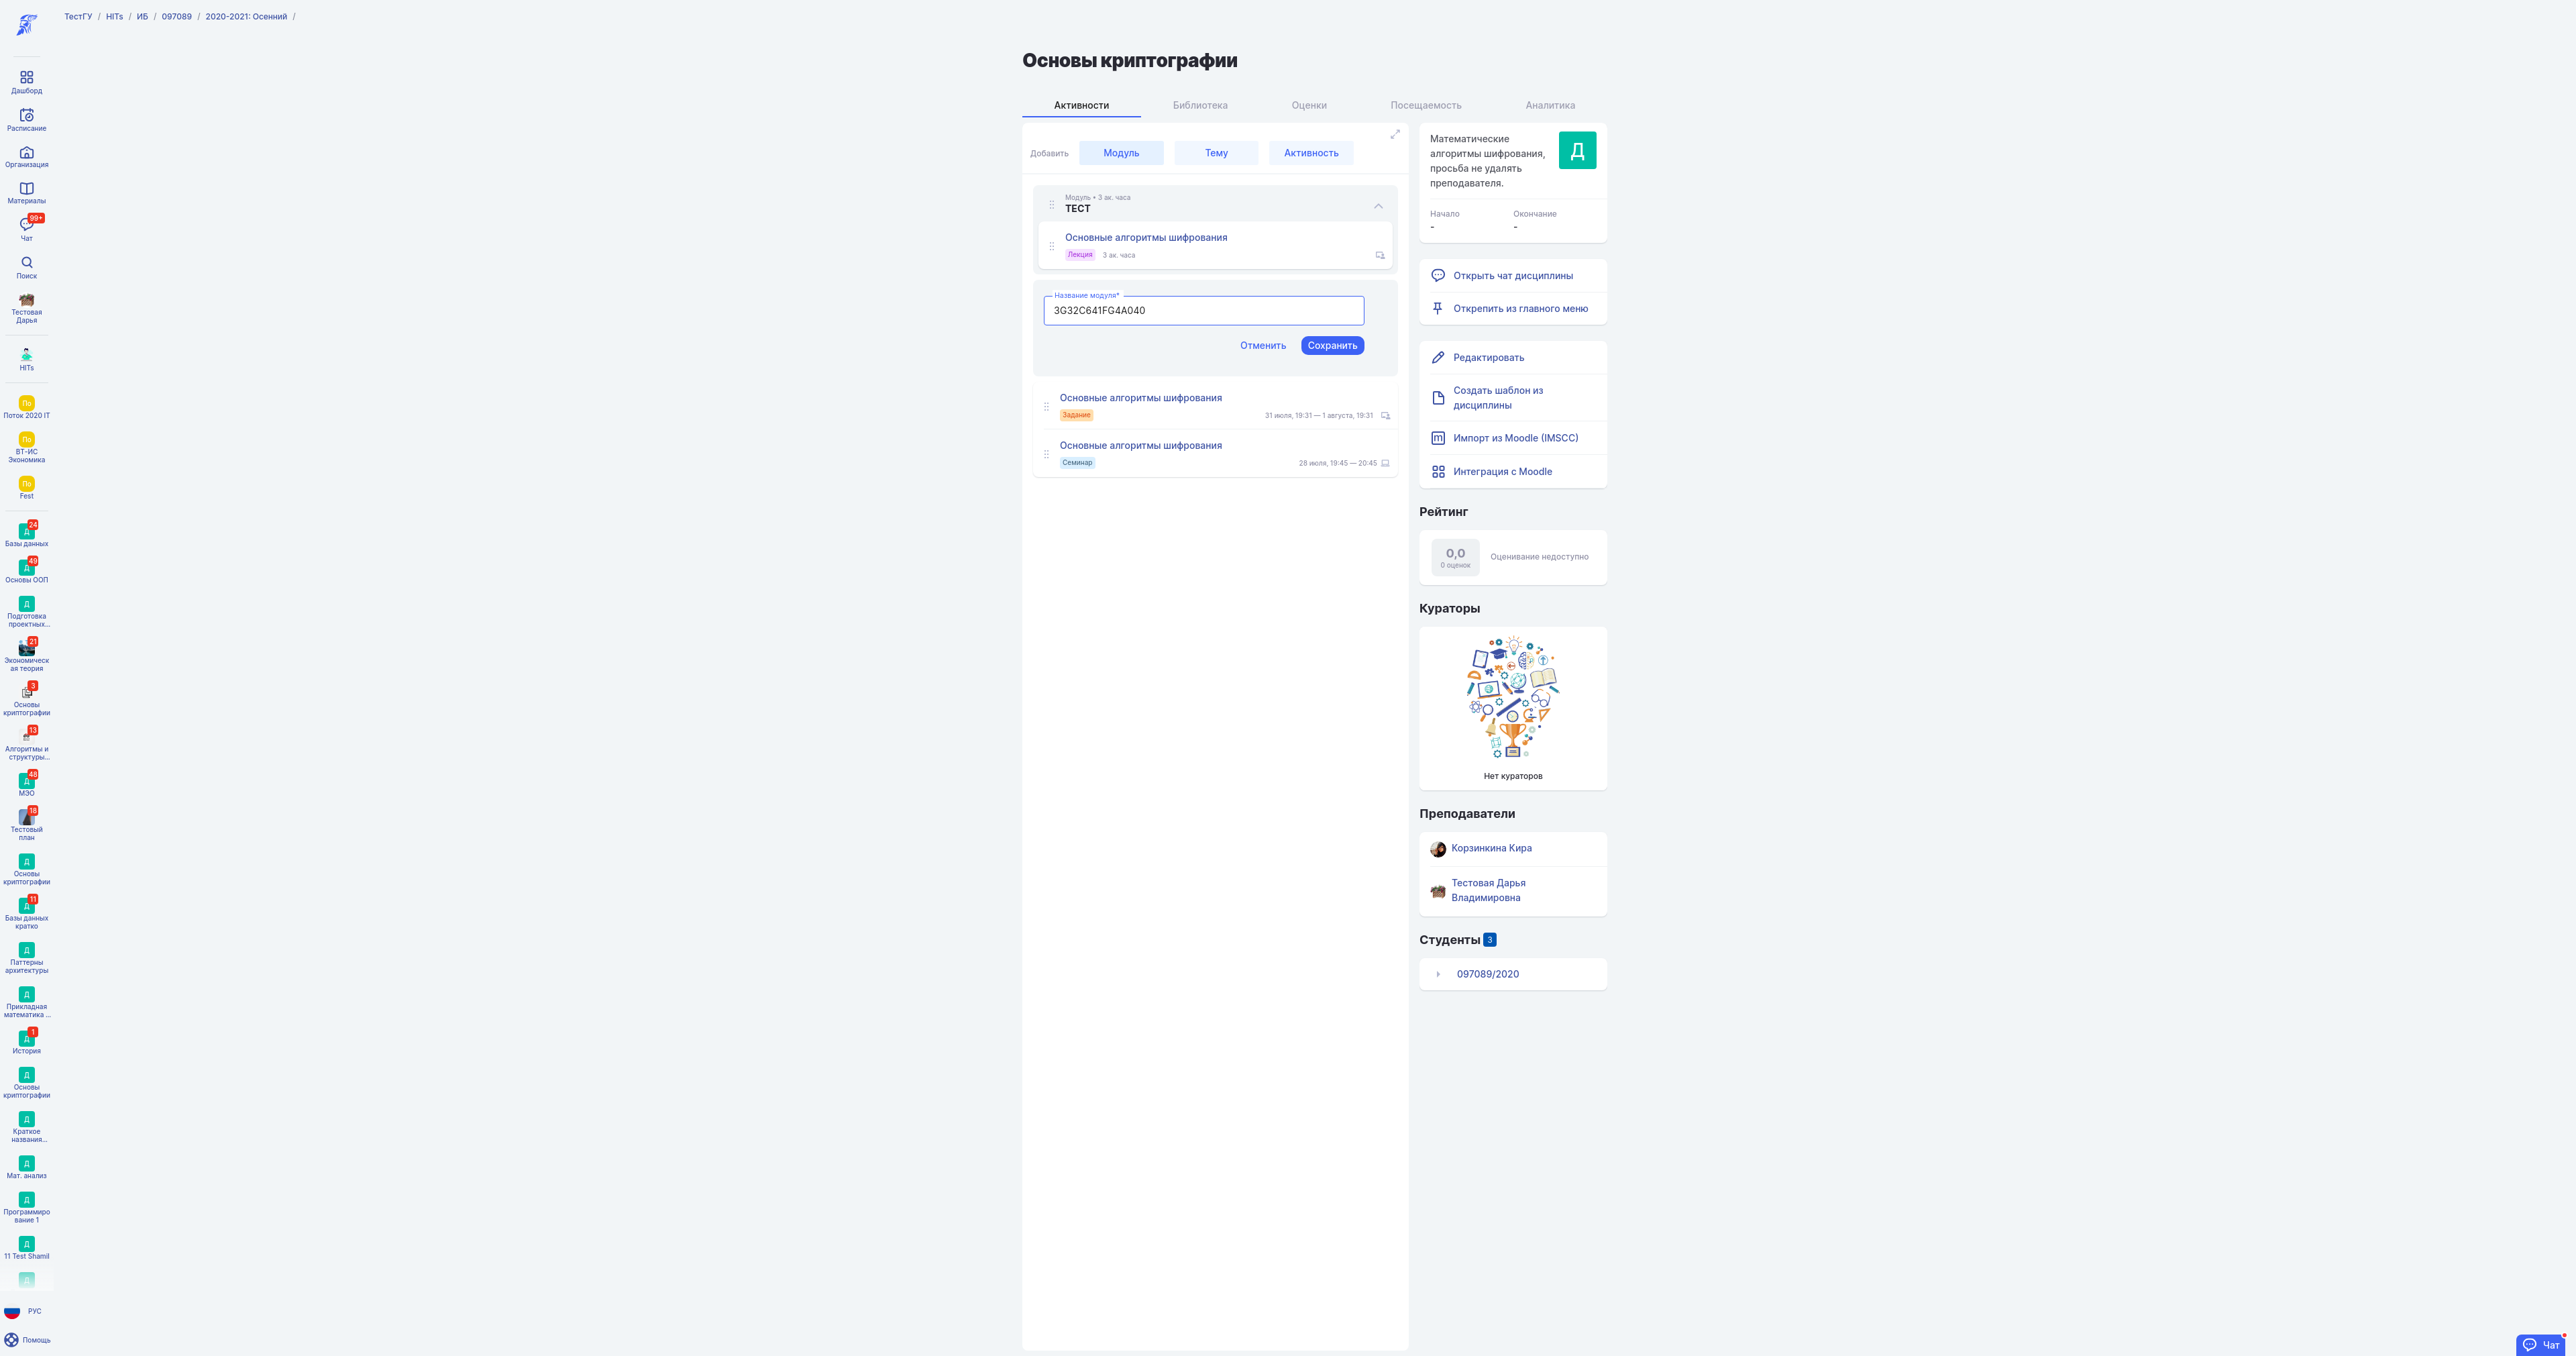 ТестГУ / HITs / ИБ / 097089 / 2020-2021: Осенний /
Дашборд
Расписание
Организация
Материалы
99+
Чат
Поиск
Тестовая
Дарья
HITs
По
Поток 2020 IT
По
ВТ-ИС
Экономика
По
Fest
24
Д
Базы данных
49
Д
Основы ООП
Д
Подготовка
проектных...
21
Экономическ
ая теория
3
Основы
криптографии
13
Алгоритмы и
структуры...
48
Д
МЭО
18
Тестовый
план
Д
Основы
криптографии
11
Д
Базы данных
кратко
Д
Паттерны
архитектуры
Д
Прикладная
математика ...
1
Д
История
Д
Основы
криптографии
Д
Краткое
названия...
Д
Мат. анализ
Д
Программиро
вание 1
Д
11 Test Shamil
Д
РУС
Помощь
Основы криптографии
Активности
Библиотека
Оценки
Посещаемость
Аналитика
Добавить
Модуль
Тему
Активность
Модуль • 3 ак. часа
ТЕСТ
Основные алгоритмы шифрования
Лекция 3 ак. часа
Название модуля*
3G32C641FG4A040
Отменить
Сохранить
Основные алгоритмы шифрования
Задание 31 июля, 19:31 — 1 августа, 19:31
Основные алгоритмы шифрования
Семинар 28 июля, 19:45 — 20:45
Математические
алгоритмы шифрования,
просьба не удалять
преподавателя.
Д
Начало Окончание
- -
Открыть чат дисциплины
Открепить из главного меню
Редактировать
Создать шаблон из
дисциплины
Импорт из Moodle (IMSCC)
Интеграция с Moodle
Рейтинг
0,0
0 оценок
Оценивание недоступно
Кураторы
Нет кураторов
Преподаватели
Корзинкина Кира
Тестовая Дарья
Владимировна
Студенты 3
097089/2020
Чат